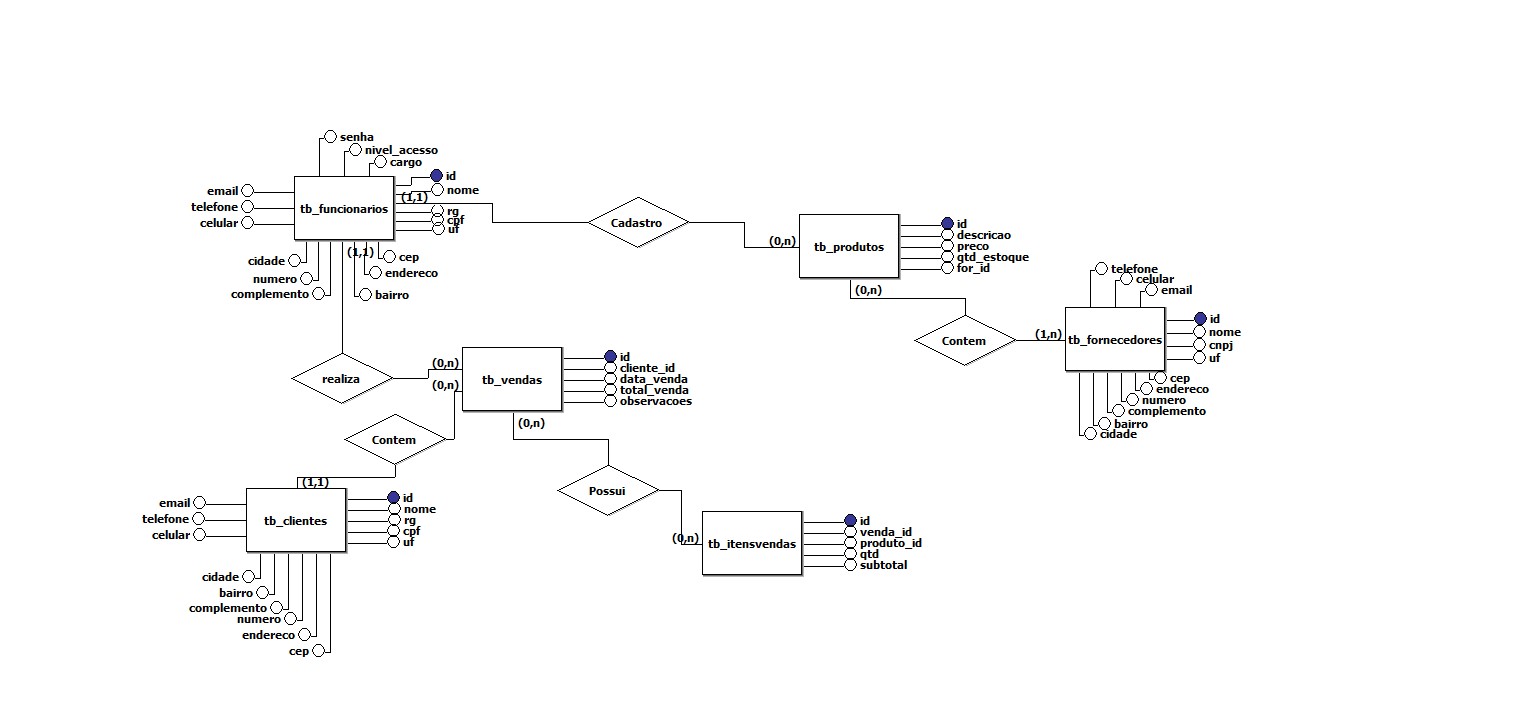 senha
nivel_acesso
cargo
id
nome
(1,1)
rg
cpf
uf
email
telefone
celular
tb_funcionarios
cidade
numero
complemento
(1,1)
cep
endereco
bairro
Cadastro
(0,n)
tb_produtos
id
descricao
preco
qtd_estoque
for_id
(0,n)
Contem
(1,n)
telefone
celular
email
tb_fornecedores
id
nome
cnpj
uf
cep
endereco
numero
complemento
bairro
cidade
realiza
(0,n)
(0,n)
tb_vendas
id
cliente_id
data_venda
total_venda
observacoes
(0,n)
Contem
(1,1)
email
telefone
celular
tb_clientes
id
nome
rg
cpf
uf
cidade
bairro
complemento
numero
endereco
cep
Possui
(0,n)
tb_itensvendas
id
venda_id
produto_id
qtd
subtotal